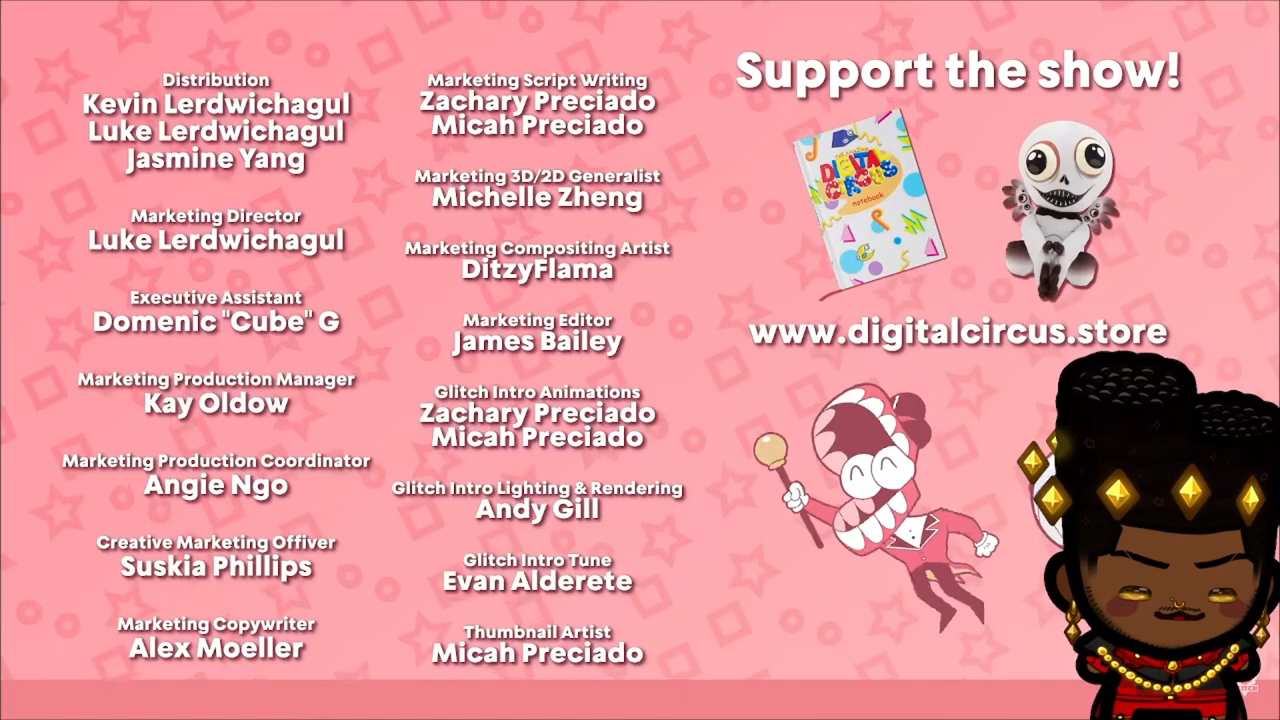 Distribution
Kevin Lerdwichagul
Luke Lerdwichagul
Jasmine Yang
Marketing Director
Luke Lerdwichagul
Executive Assistant
Domenic "Cube" G
Marketing Production Manager
Kay Oldow
Marketing Production Coordinator
Angie Ngo
Creative Marketing Offiver
Suskia Phillips
Marketing Copywriter
Alex Moeller
Marketing Script Writing
Zachary Preciado
Micah Preciado
Marketing 3D/2D Generalist
Michelle Zheng
Marketing Compositing Artist
DitzyFlama
Marketing Editor
James Bailey
Glitch Intro Animations
Zachary Preciado
Micah Preciado
Glitch Intro Lighting & Rendering
Andy Gill
Glitch Intro Tune
Evan Alderete
Thumbnail Artist
Micah Preciado
Support the show!
THE AMAZING
DIGITAL
CIRCUS
notebook
www.digitalcircus.store